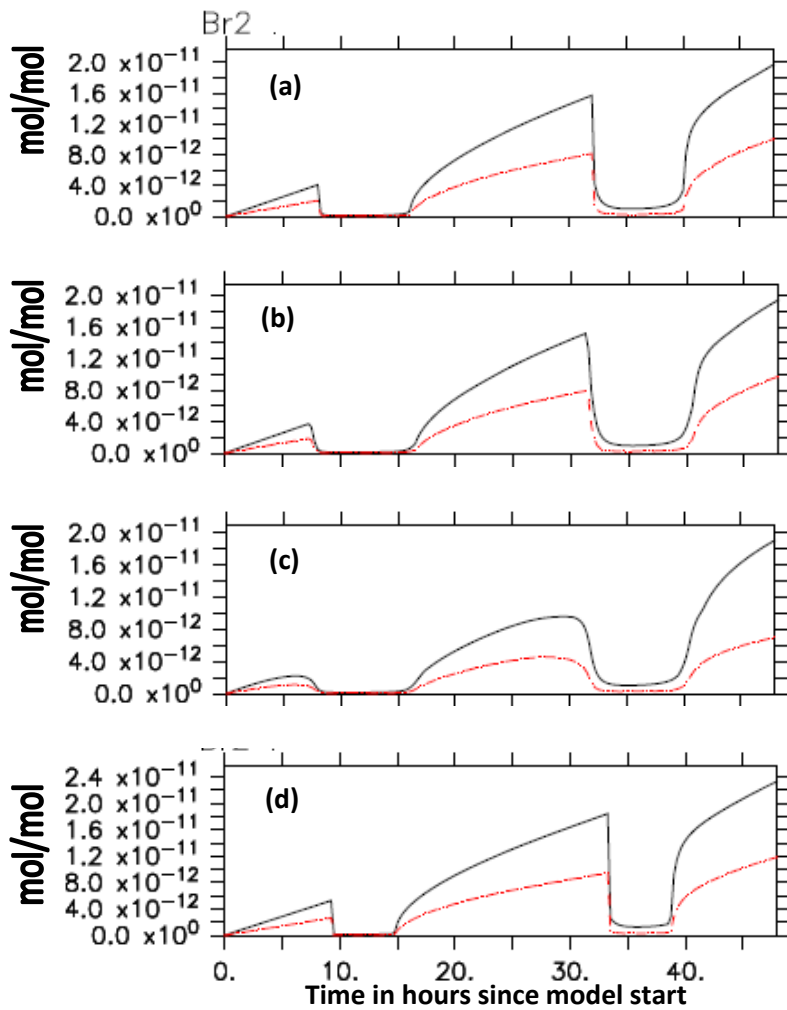 Br2
(a)
mol/mol
2.0 x10⁻¹¹
1.6 x10⁻¹¹
1.2 x10⁻¹¹
8.0 x10⁻¹²
4.0 x10⁻¹²
0.0 x10⁰
(b)
mol/mol
2.0 x10⁻¹¹
1.6 x10⁻¹¹
1.2 x10⁻¹¹
8.0 x10⁻¹²
4.0 x10⁻¹²
0.0 x10⁰
(c)
mol/mol
2.0 x10⁻¹¹
1.6 x10⁻¹¹
1.2 x10⁻¹¹
8.0 x10⁻¹²
4.0 x10⁻¹²
0.0 x10⁰
(d)
mol/mol
2.4 x10⁻¹¹
2.0 x10⁻¹¹
1.6 x10⁻¹¹
1.2 x10⁻¹¹
8.0 x10⁻¹²
4.0 x10⁻¹²
0.0 x10⁰
0. 10. 20. 30. 40.
Time in hours since model start